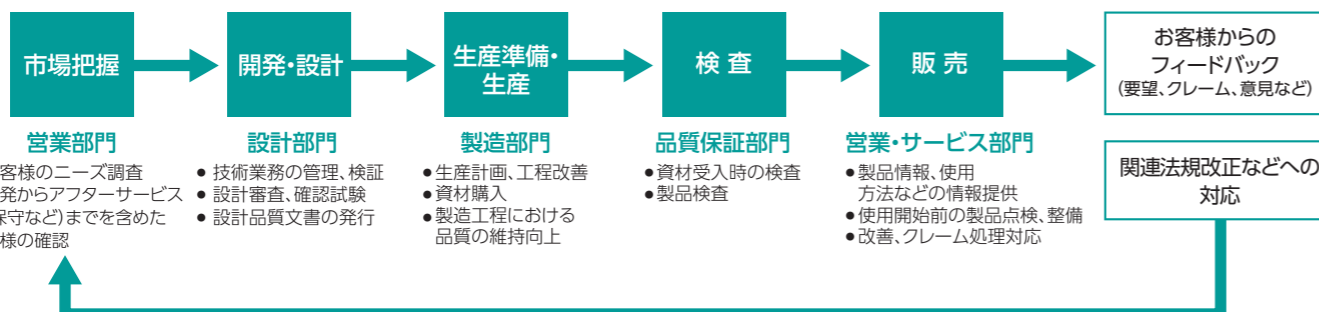 市場把握
営業部門
客様のニーズ調査
発からアフターサービス
保守など)までを含めた
様の確認
開発・設計
設計部門
● 技術業務の管理、検証
● 設計審査、確認試験
● 設計品質文書の発行
生産準備・
生産
製造部門
●生産計画、工程改善
●資材購入
●製造工程における
品質の維持向上
検 査
品質保証部門
●資材受入時の検査
●製品検査
販 売
営業・サービス部門
●製品情報、使用
方法などの情報提供
●使用開始前の製品点検、整備
●改善、クレーム処理対応
お客様からの
フィードバック
(要望、クレーム、意見など)
関連法規改正などへの
対応